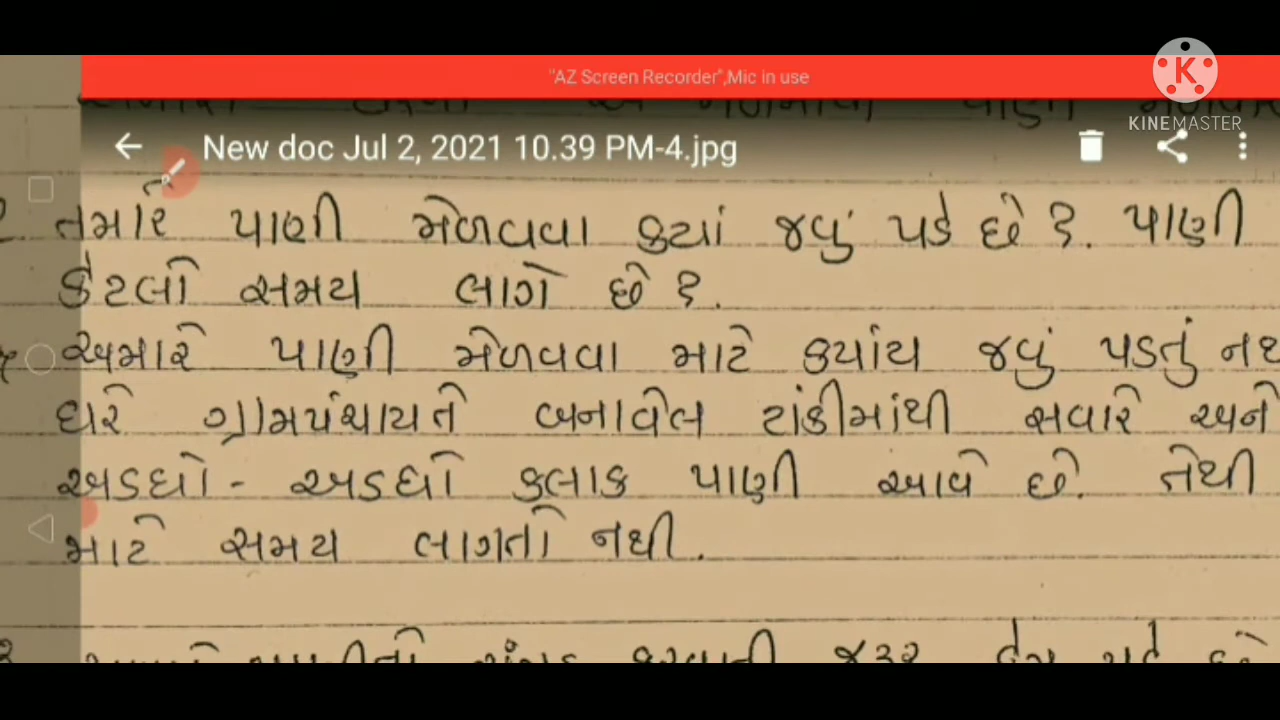 "AZ Screen Recorder",Mic in use
KINEMASTER
New doc Jul 2, 2021 10.39 PM-4.jpg
તમારે પાણી મેળવવા ક્યાં જવું પડે છે ?. પાણી
કેટલો સમય લાગે છે ?.
અમારે પાણી મેળવવા માટે ક્યાંય જવું પડતું નથ
ઘરે ગ્રામપંચાયતે બનાવેલ ટાંકીમાંથી સવારે અને
અડધો - અડધો કલાક પાણી આવે છે. તેથી
માટે સમય લાગતો નથી.